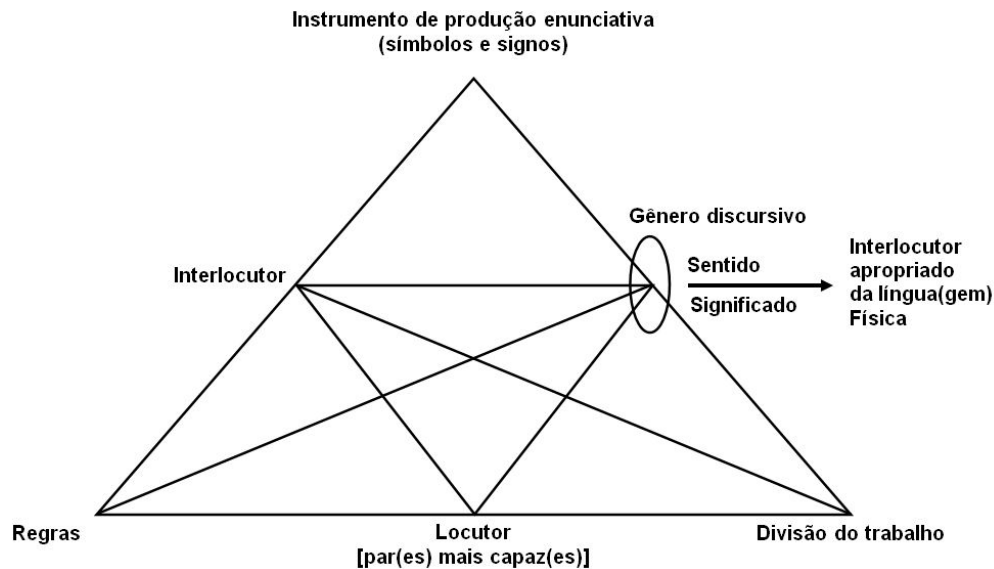 Instrumento de produção enunciativa
(símbolos e signos)
Gênero discursivo
Interlocutor
Sentido
Significado
Interlocutor
apropriado
da língua(gem)
Física
Regras
Locutor
[par(es) mais capaz(es)]
Divisão do trabalho